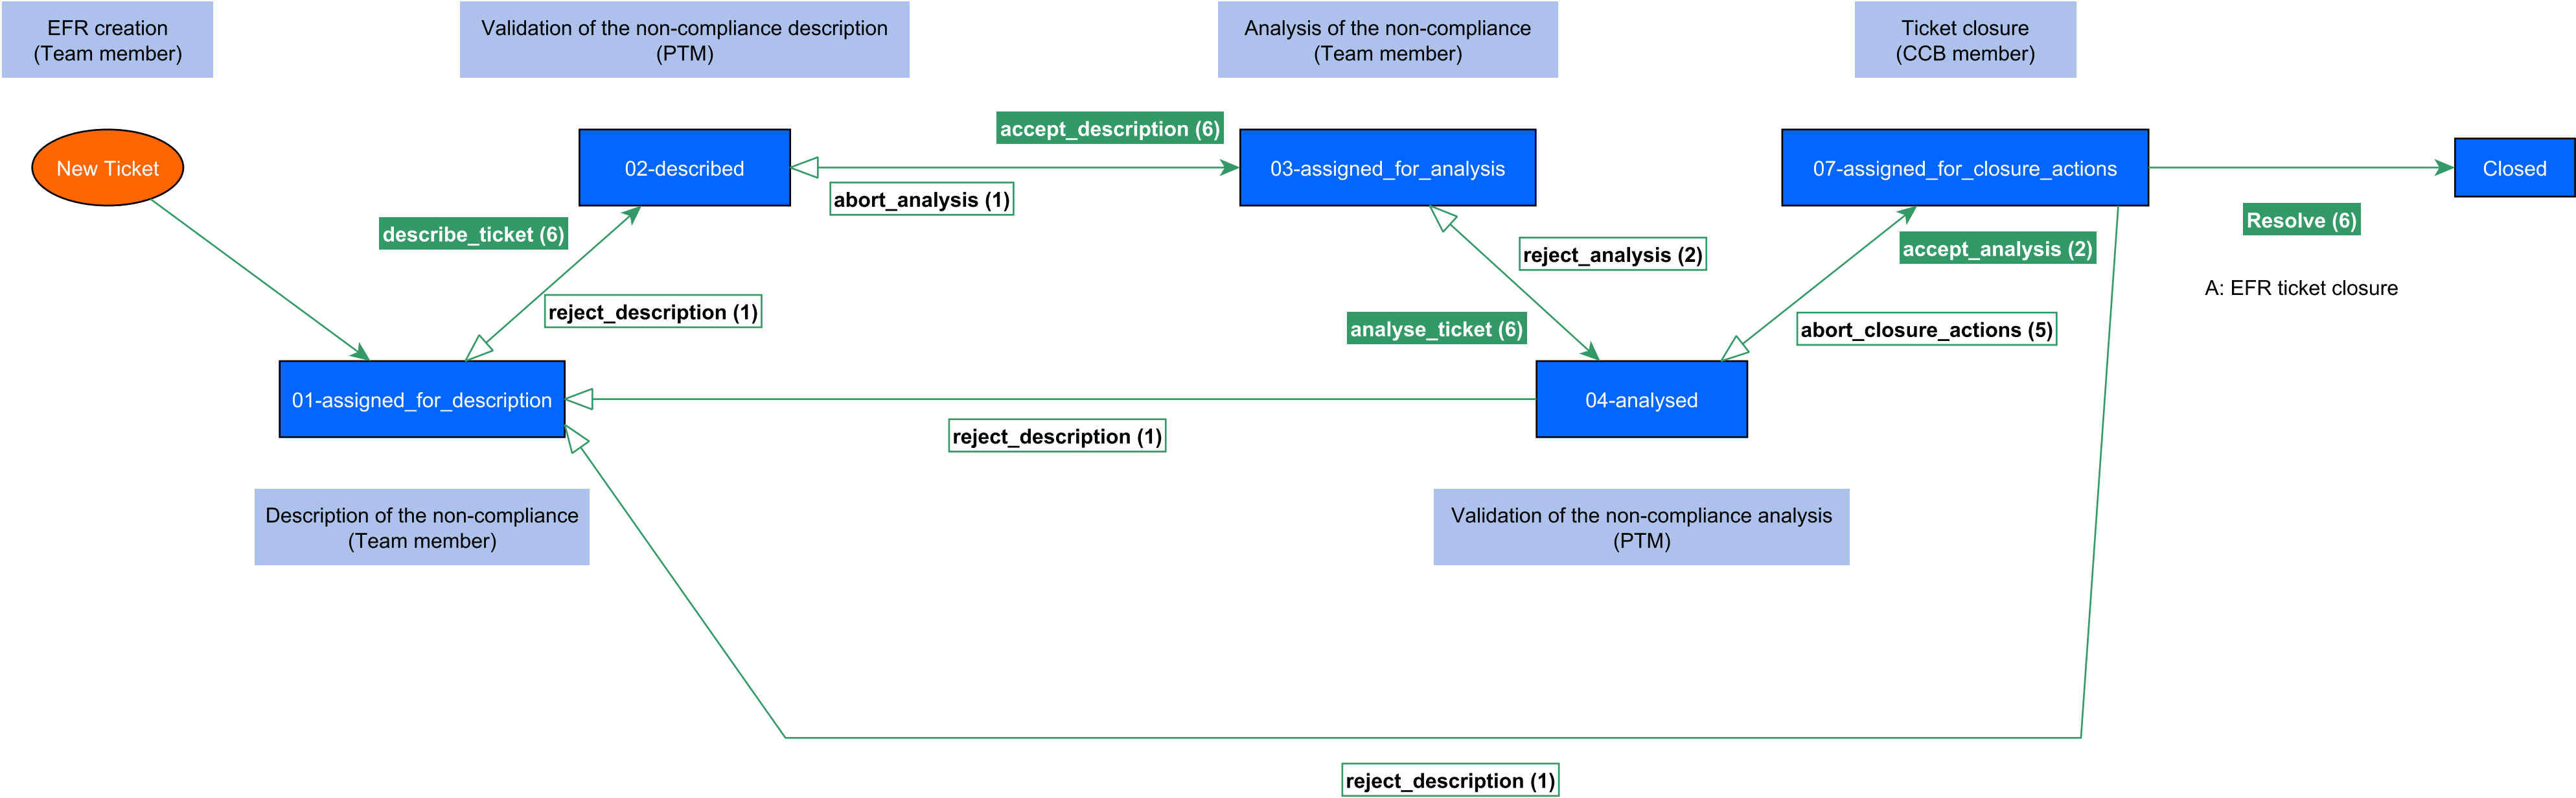 EFR creation
(Team member)
Validation of the non-compliance description
(PTM)
Analysis of the non-compliance
(Team member)
Ticket closure
(CCB member)
accept_description (6)
New Ticket
02-described
03-assigned_for_analysis
07-assigned_for_closure_actions
Closed
abort_analysis (1)
describe_ticket (6)
Resolve (6)
reject_analysis (2)
accept_analysis (2)
A: EFR ticket closure
reject_description (1)
analyse_ticket (6)
abort_closure_actions (5)
01-assigned_for_description
04-analysed
reject_description (1)
Description of the non-compliance
(Team member)
Validation of the non-compliance analysis
(PTM)
reject_description (1)